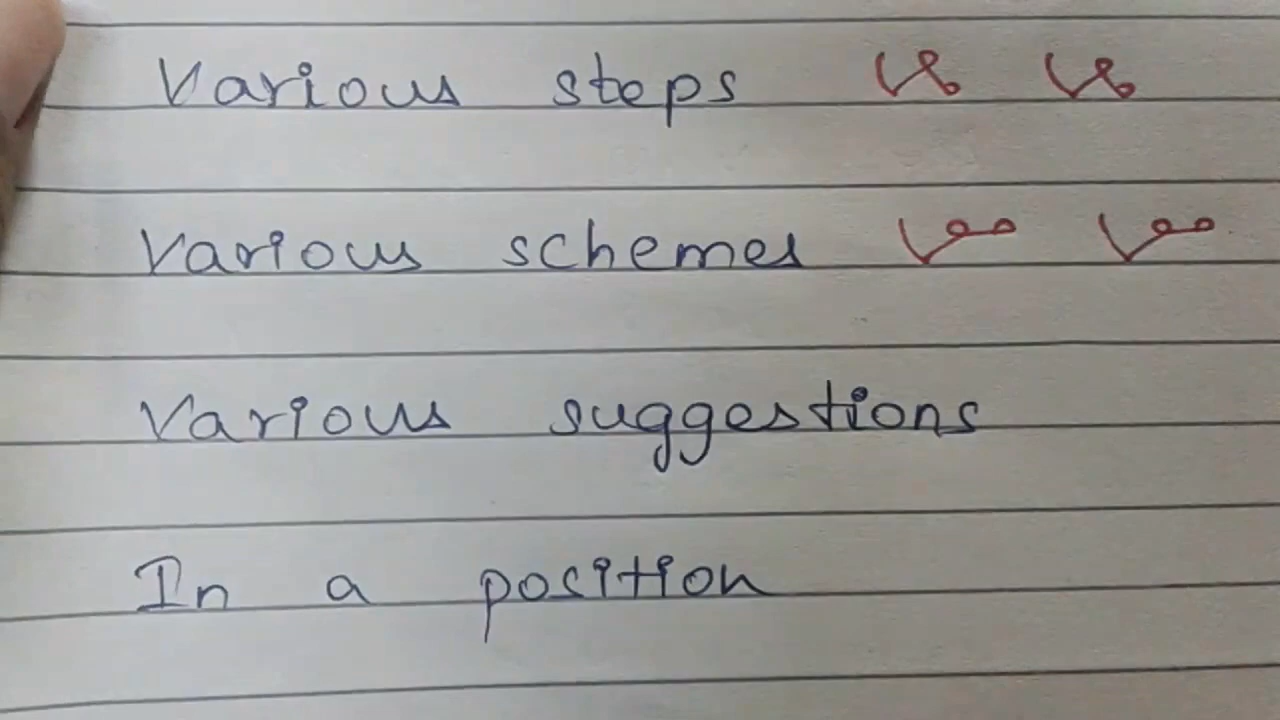 Various steps
Various schemes
Various suggestions
In a position